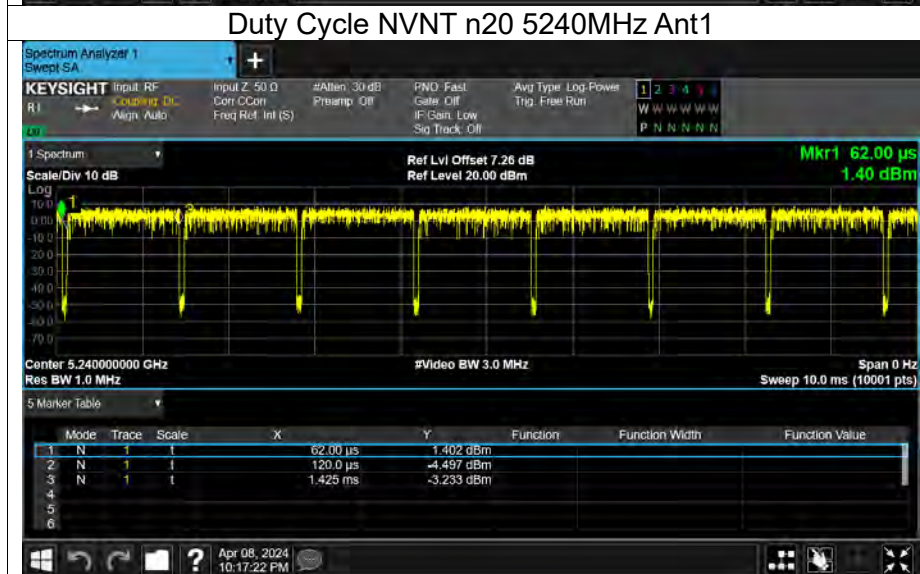 Duty Cycle NVNT n20 5240MHz Ant1
Spectrum Analyzer 1
Swept SA
+
KEYSIGHT Input: RF Input Z: 50 Ω #Atten: 30 dB PNO: Fast Avg Type: Log-Power 1 2 3 4 5 6
Coupling: DC Corr CCorr Preamp: Off Gate: Off Trig: Free Run W W W W W W
Align: Auto Freq Ref: Int (S) IF Gain: Low
Sig Track: Off P N N N N N
1 Spectrum
Ref Lvl Offset 7.26 dB Mkr1 62.00 µs
Scale/Div 10 dB Ref Level 20.00 dBm 1.40 dBm
Log
10.0
0.00
-10.0
-20.0
-30.0
-40.0
-50.0
-60.0
-70.0
1
3
Center 5.240000000 GHz #Video BW 3.0 MHz Span 0 Hz
Res BW 1.0 MHz Sweep 10.0 ms (10001 pts)
5 Marker Table
Mode Trace Scale X Y Function Function Width Function Value
1 N 1 t 62.00 µs 1.402 dBm
2 N 1 t 120.0 µs -4.497 dBm
3 N 1 t 1.425 ms -3.233 dBm
4
5
6
? Apr 08, 2024
10:17:22 PM